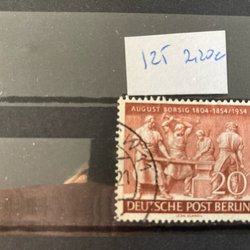 125 2,20€
AUGUST BORSIG 1804-1854/1954
20
DEUTSCHE POST BERLIN